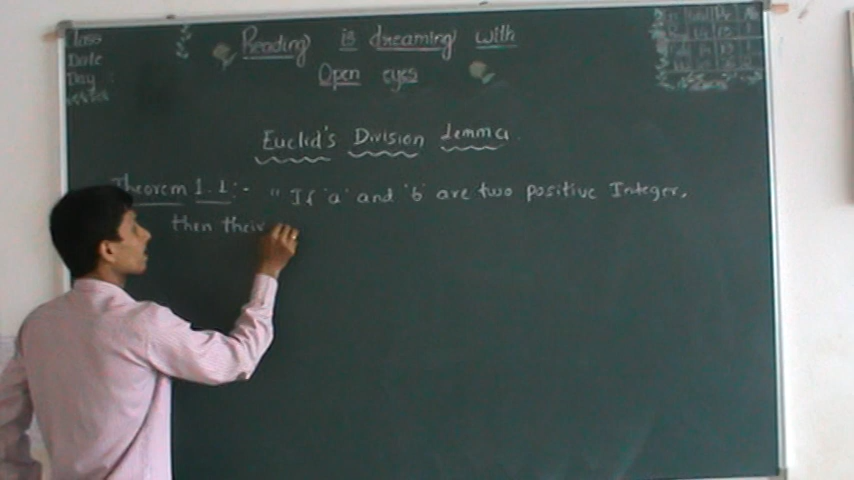 Class
Date
Day :
Reading is dreaming with
Open eyes
Euclid's Division Lemma.
Theorem 1.1:- "If 'a' and 'b' are two positive Integer,
then their